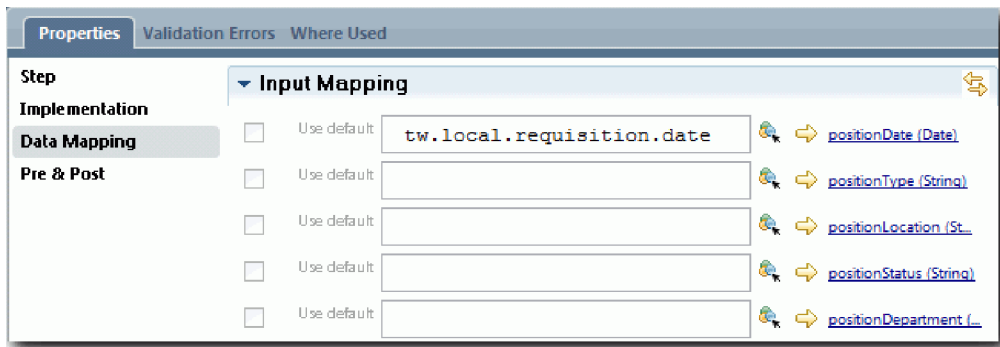 Properties Validation Errors Where Used
Step
Implementation
Data Mapping
Pre & Post
Input Mapping
Use default tw.local.requisition.date positionDate (Date)
Use default positionType (String)
Use default positionLocation (St...
Use default positionStatus (String)
Use default positionDepartment (...